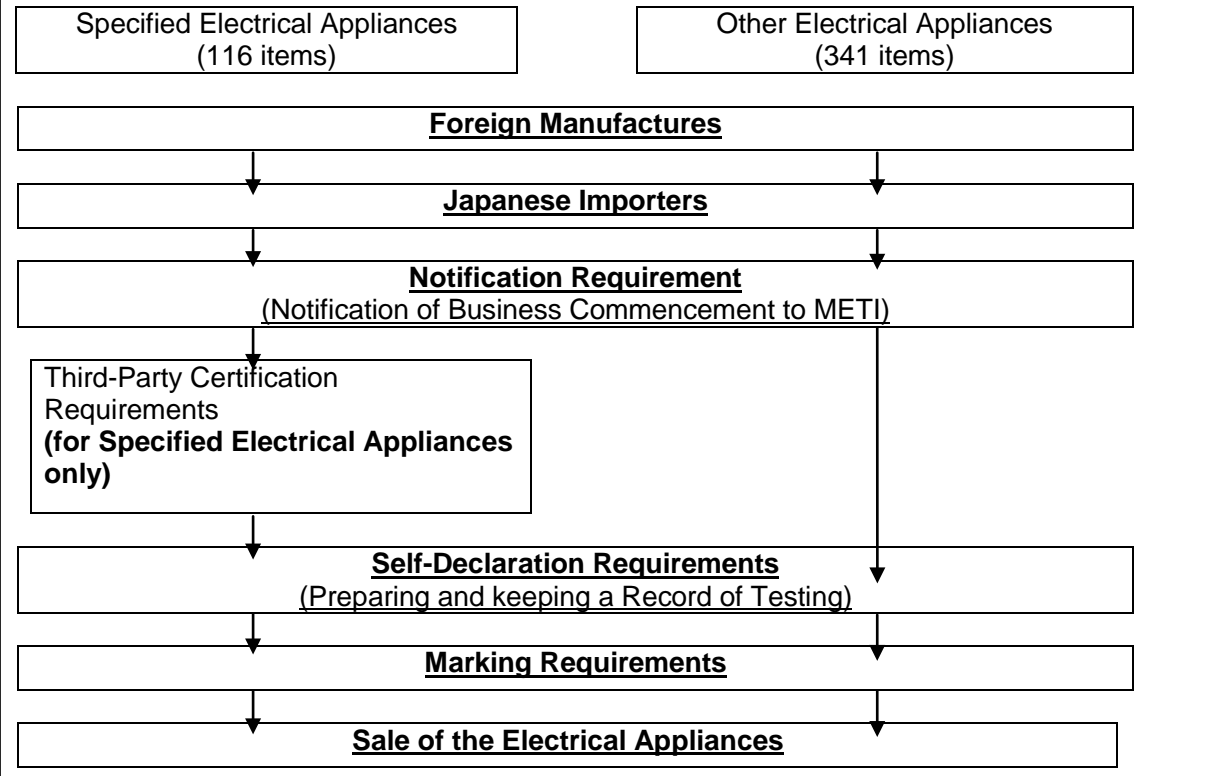 Specified Electrical Appliances
(116 items)
Other Electrical Appliances
(341 items)
Foreign Manufactures
Japanese Importers
Notification Requirement
(Notification of Business Commencement to METI)
Third-Party Certification
Requirements
(for Specified Electrical Appliances
only)
Self-Declaration Requirements
(Preparing and keeping a Record of Testing)
Marking Requirements
Sale of the Electrical Appliances